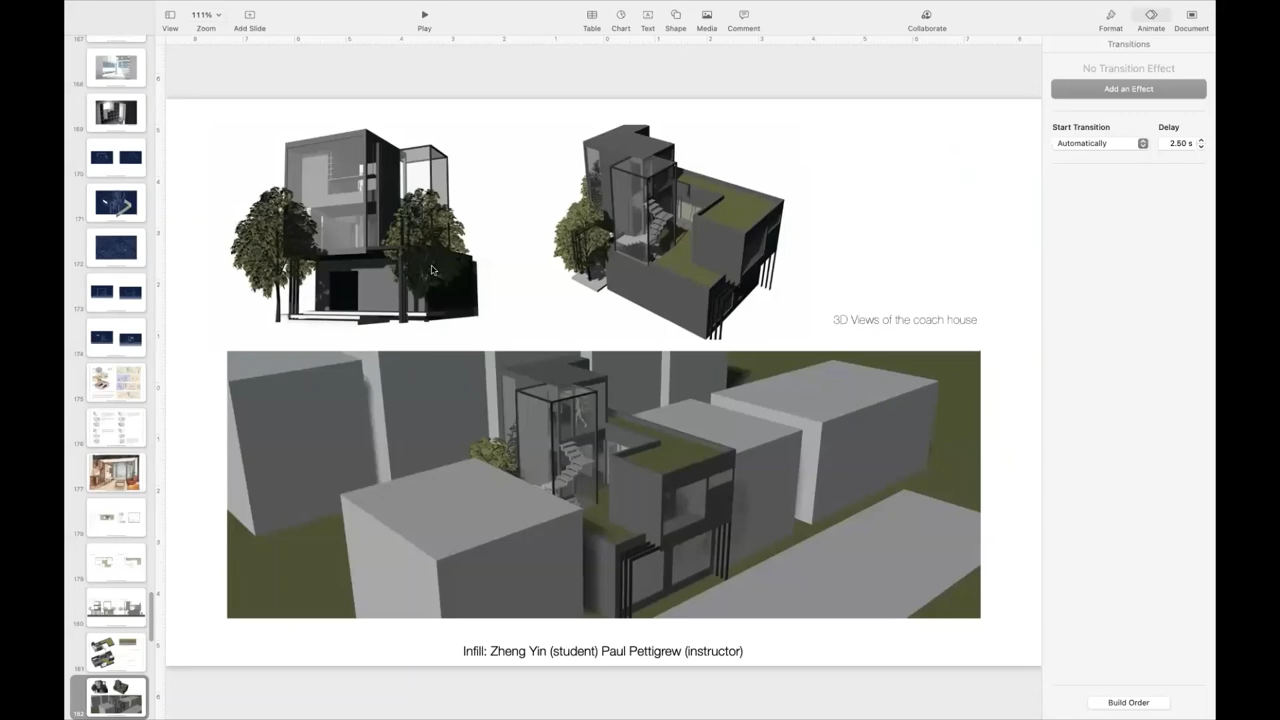 111%
View
Zoom
Add Slide
Play
Table
Chart
Text
Shape
Media
Comment
Collaborate
Format
Animate
Document
Transitions
No Transition Effect
Add an Effect
Start Transition
Delay
Automatically
2.50 s
3D Views of the coach house
Infill: Zheng Yin (student) Paul Pettigrew (instructor)
Build Order